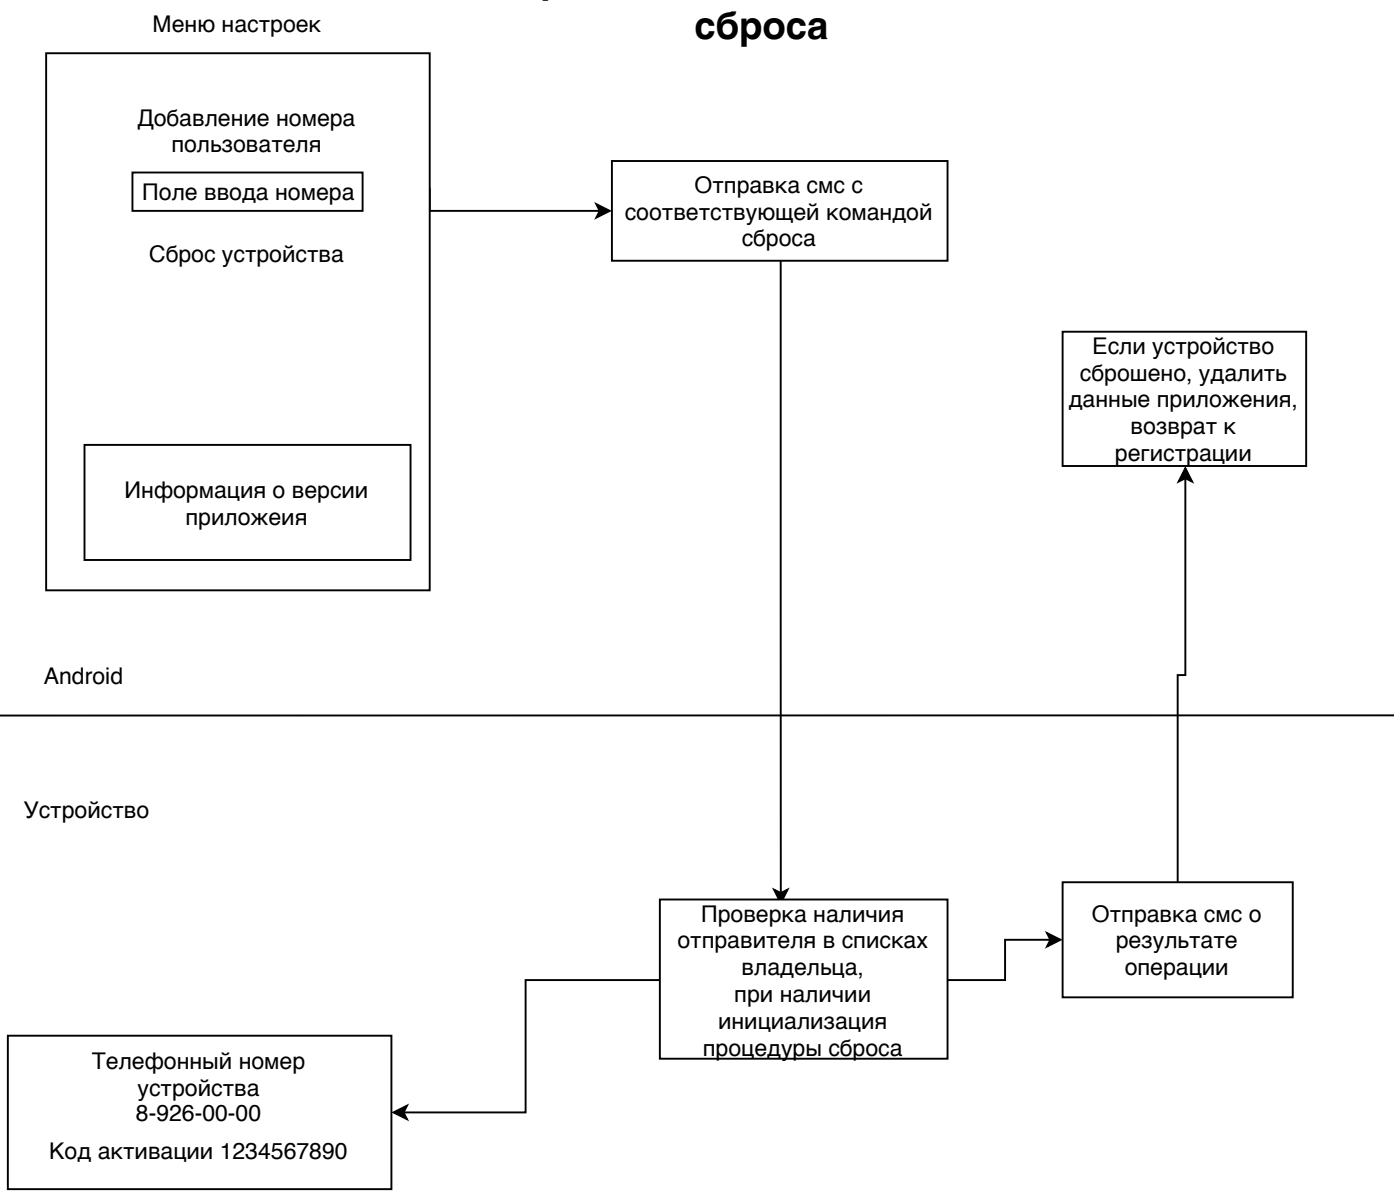 сброса
Меню настроек
Добавление номера
пользователя
Поле ввода номера
Сброс устройства
Информация о версии
приложеия
Отправка смс с
соответствующей командой
сброса
Если устройство
сброшено, удалить
данные приложения,
возврат к
регистрации
Android
Устройство
Проверка наличия
отправителя в списках
владельца,
при наличии
инициализация
процедуры сброса
Отправка смс о
результате
операции
Телефонный номер
устройства
8-926-00-00
Код активации 1234567890